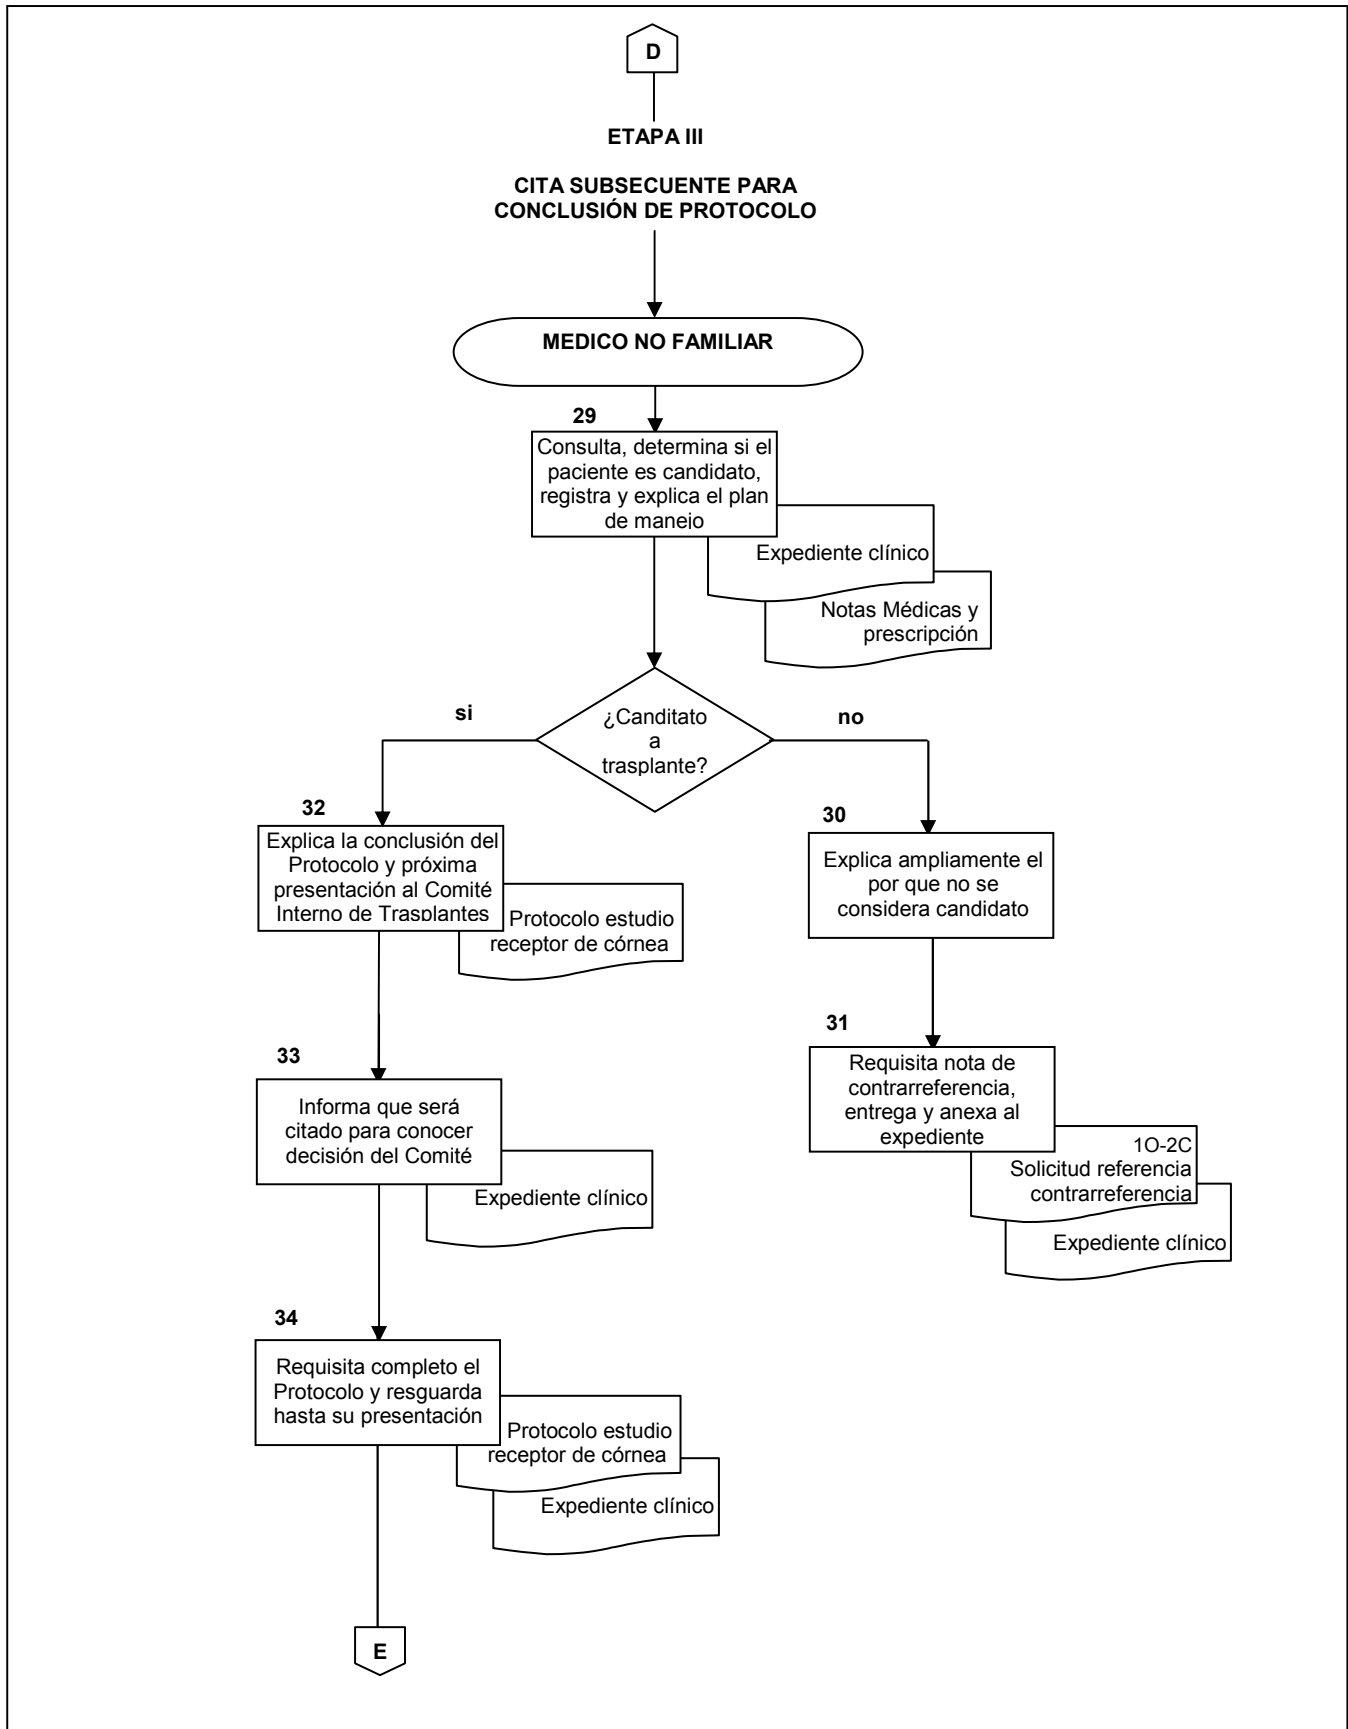 D
ETAPA III
CITA SUBSECUENTE PARA
CONCLUSIÓN DE PROTOCOLO
MEDICO NO FAMILIAR
29
Consulta, determina si el
paciente es candidato,
registra y explica el plan
de manejo
Expediente clínico
Notas Médicas y
prescripción
¿Canditato
a
trasplante?
si
no
32
Explica la conclusión del
Protocolo y próxima
presentación al Comité
Interno de Trasplantes
Protocolo estudio
receptor de córnea
30
Explica ampliamente el
por que no se
considera candidato
33
Informa que será
citado para conocer
decisión del Comité
Expediente clínico
31
Requisita nota de
contrarreferencia,
entrega y anexa al
expediente
1O-2C
Solicitud referencia
contrarreferencia
Expediente clínico
34
Requisita completo el
Protocolo y resguarda
hasta su presentación
Protocolo estudio
receptor de córnea
Expediente clínico
E